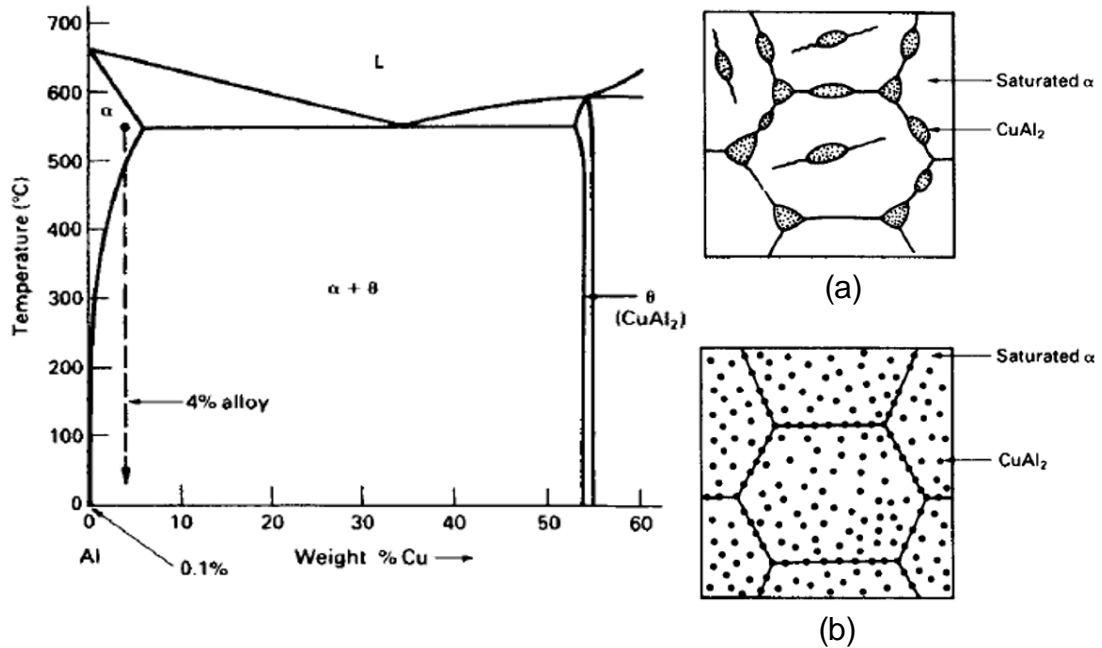 700
600
500
400
300
200
100
0
Temperature (°C)
L
α
α + θ
θ
(CuAl₂)
4% alloy
0 10 20 30 40 50 60
Al
Weight % Cu
0.1%
Saturated α
CuAl₂
(a)
Saturated α
CuAl₂
(b)